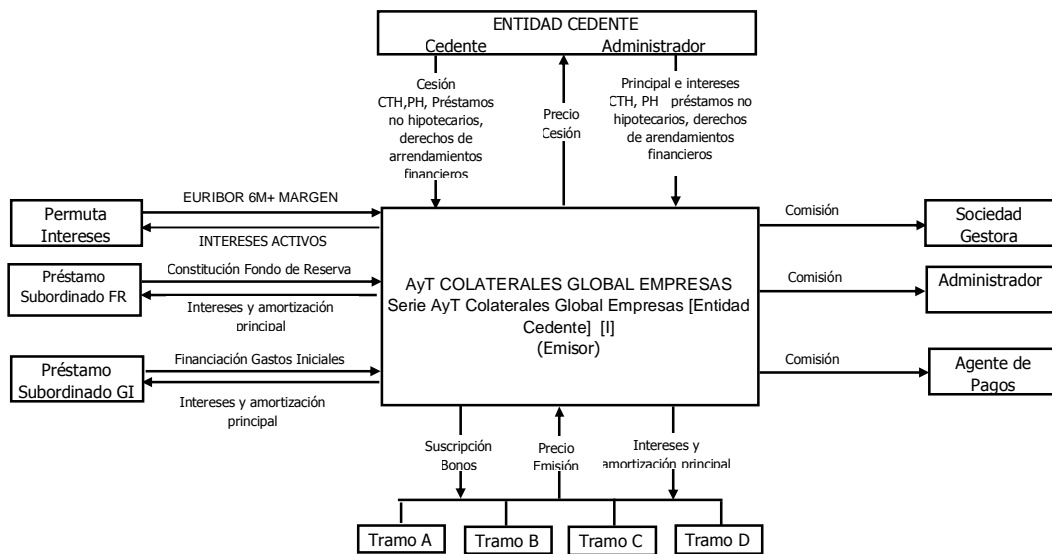 ENTIDAD CEDENTE
Cedente
Administrador
Cesión
CTH,PH, Préstamos
no hipotecarios,
derechos de
arrendamientos
financieros
Precio
Cesión
Principal e intereses
CTH, PH préstamos no
hipotecarios, derechos
de arrendamientos
financieros
Permuta
Intereses
EURIBOR 6M+ MARGEN
INTERESES ACTIVOS
Préstamo
Subordinado FR
Constitución Fondo de Reserva
Intereses y amortización
principal
Préstamo
Subordinado GI
Financiación Gastos Iniciales
Intereses y amortización
principal
AyT COLATERALES GLOBAL EMPRESAS
Serie AyT Colaterales Global Empresas [Entidad
Cedente] [I]
(Emisor)
Comisión
Sociedad
Gestora
Comisión
Administrador
Comisión
Agente de
Pagos
Suscripción
Bonos
Precio
Emisión
Intereses y
amortización principal
Tramo A
Tramo B
Tramo C
Tramo D